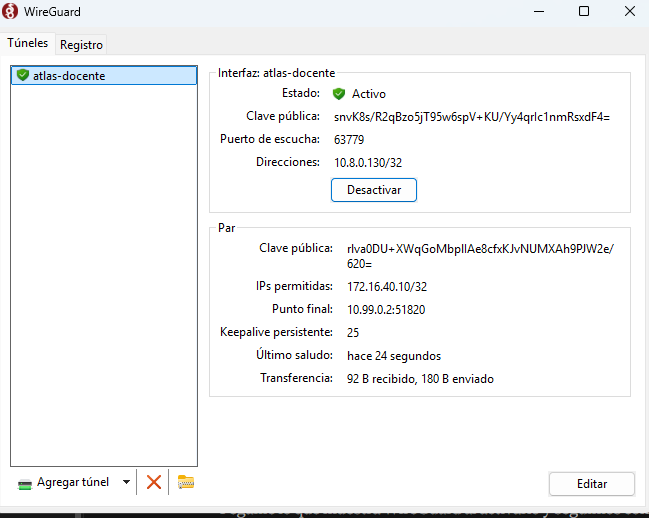 WireGuard
Túneles Registro
atlas-docente
Interfaz: atlas-docente
Estado: Activo
Clave pública: snvK8s/R2qBzo5jT95w6spV+KU/Yy4qrIc1nmRsxdF4=
Puerto de escucha: 63779
Direcciones: 10.8.0.130/32
Desactivar
Par
Clave pública: rlva0DU+XWqGoMbpIlAe8cfxKJvNUMXAh9PJW2e/
620=
IPs permitidas: 172.16.40.10/32
Punto final: 10.99.0.2:51820
Keepalive persistente: 25
Último saludo: hace 24 segundos
Transferencia: 92 B recibido, 180 B enviado
Agregar túnel
Editar